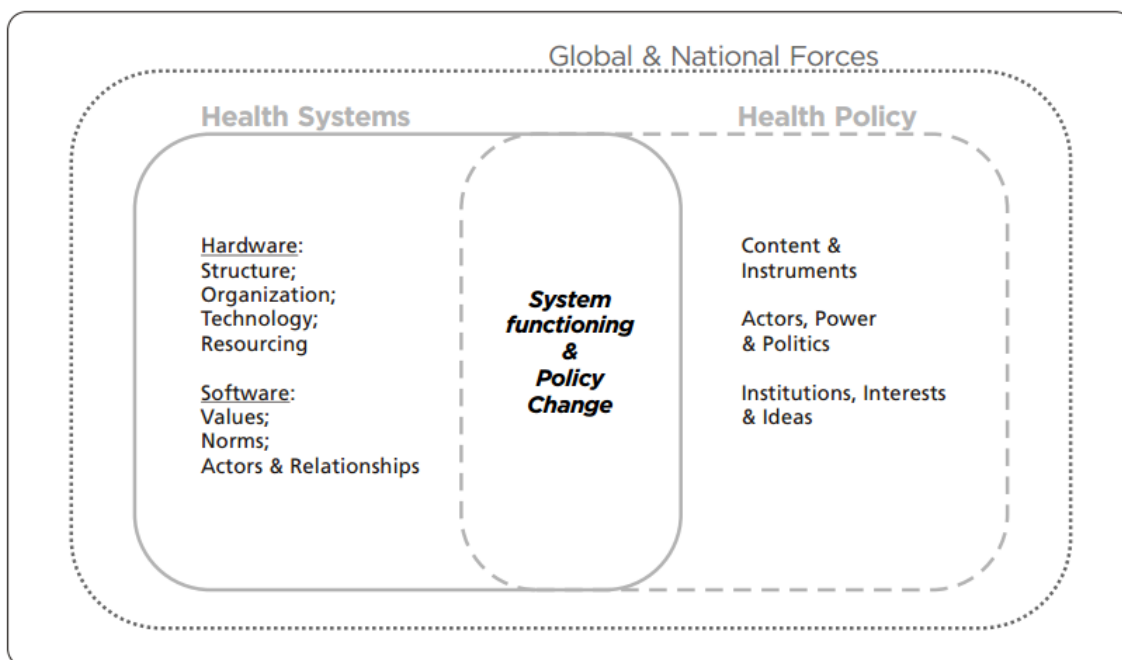 Global & National Forces
Health Systems
Health Policy
Hardware:
Structure;
Organization;
Technology;
Resourcing
Software:
Values;
Norms;
Actors & Relationships
System
functioning
&
Policy
Change
Content &
Instruments
Actors, Power
& Politics
Institutions, Interests
& Ideas